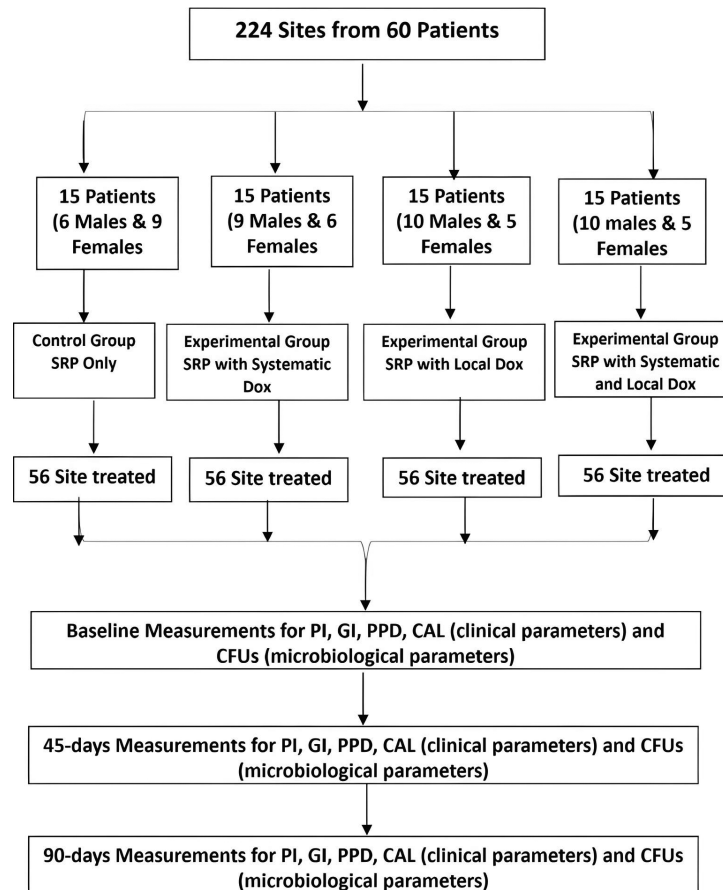 224 Sites from 60 Patients
15 Patients
(6 Males & 9
Females
15 Patients
(9 Males & 6
Females
15 Patients
(10 Males & 5
Females
15 Patients
(10 males & 5
Females
Control Group
SRP Only
Experimental Group
SRP with Systematic
Dox
Experimental Group
SRP with Local Dox
Experimental Group
SRP with Systematic
and Local Dox
56 Site treated
56 Site treated
56 Site treated
56 Site treated
Baseline Measurements for PI, GI, PPD, CAL (clinical parameters) and
CFUs (microbiological parameters)
45-days Measurements for PI, GI, PPD, CAL (clinical parameters) and CFUs
(microbiological parameters)
90-days Measurements for PI, GI, PPD, CAL (clinical parameters) and CFUs
(microbiological parameters)